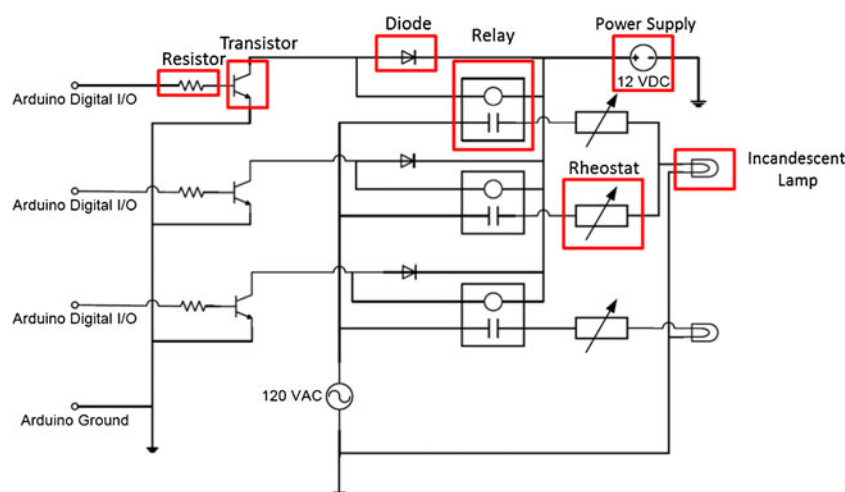 Diode
Power Supply
Resistor
Transistor
Relay
12 VDC
Arduino Digital I/O
Rheostat
Incandescent
Lamp
Arduino Digital I/O
Arduino Digital I/O
120 VAC
Arduino Ground